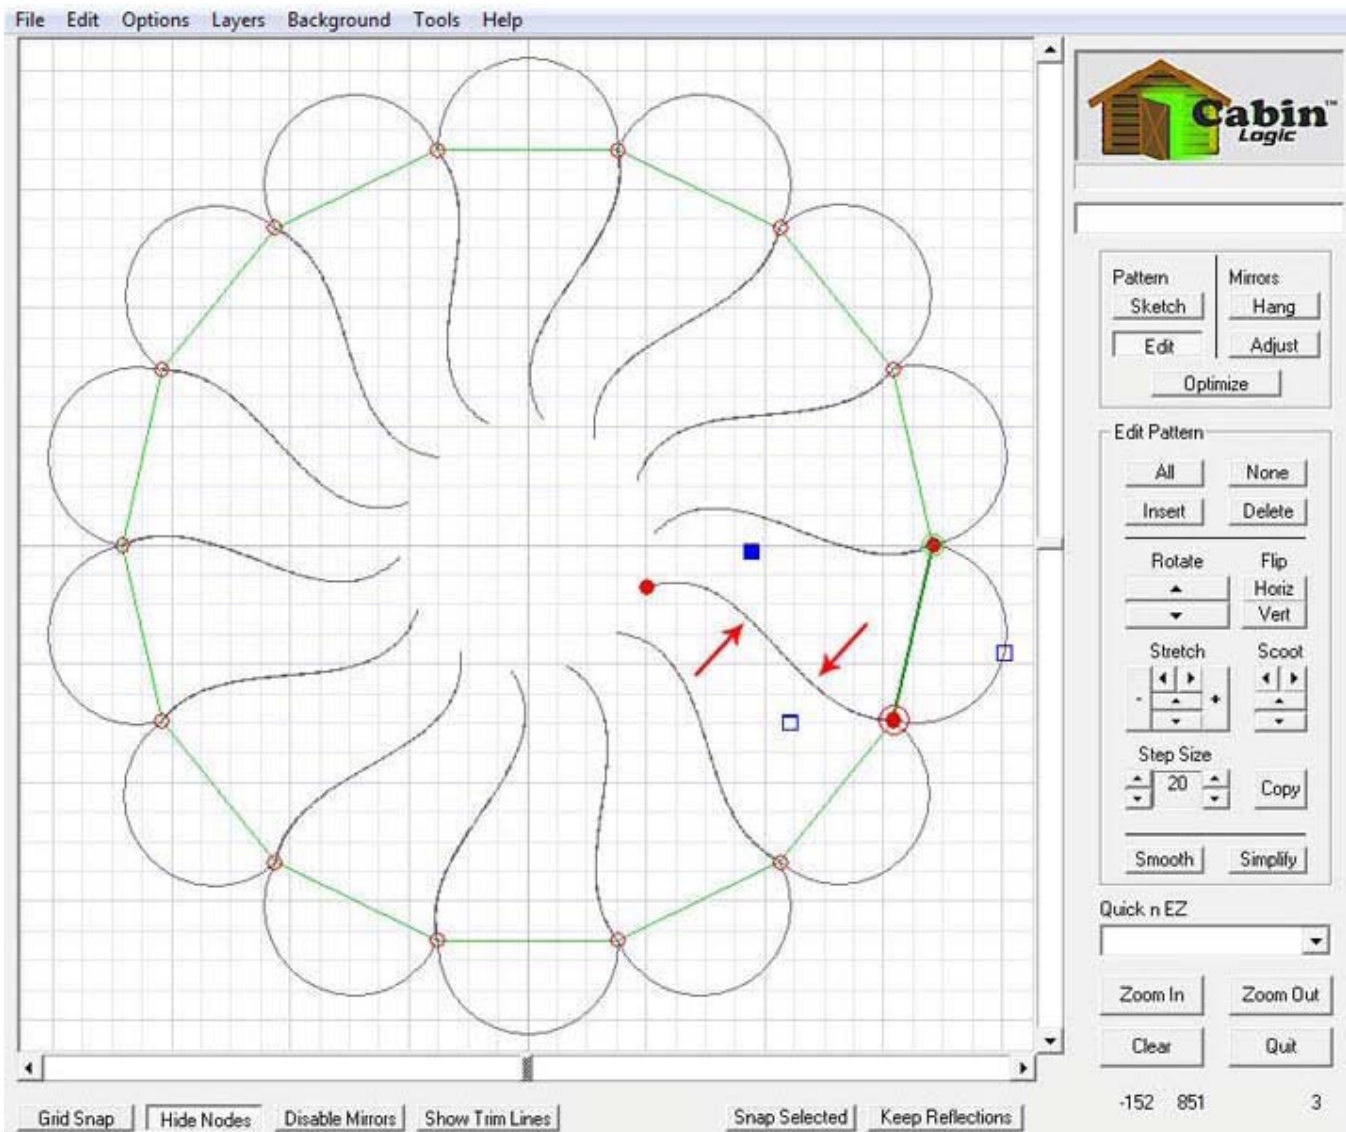 File Edit Options Layers Background Tools Help
Cabin™
Logic
Pattern Mirrors
Sketch Hang
Edit Adjust
Optimize
Edit Pattern
All None
Insert Delete
Rotate Flip
Horiz
Vert
Stretch Scoot
- +
Step Size
20
Copy
Smooth Simplify
Quick n EZ
Zoom In Zoom Out
Clear Quit
-152 851 3
Grid Snap Hide Nodes Disable Mirrors Show Trim Lines Snap Selected Keep Reflections